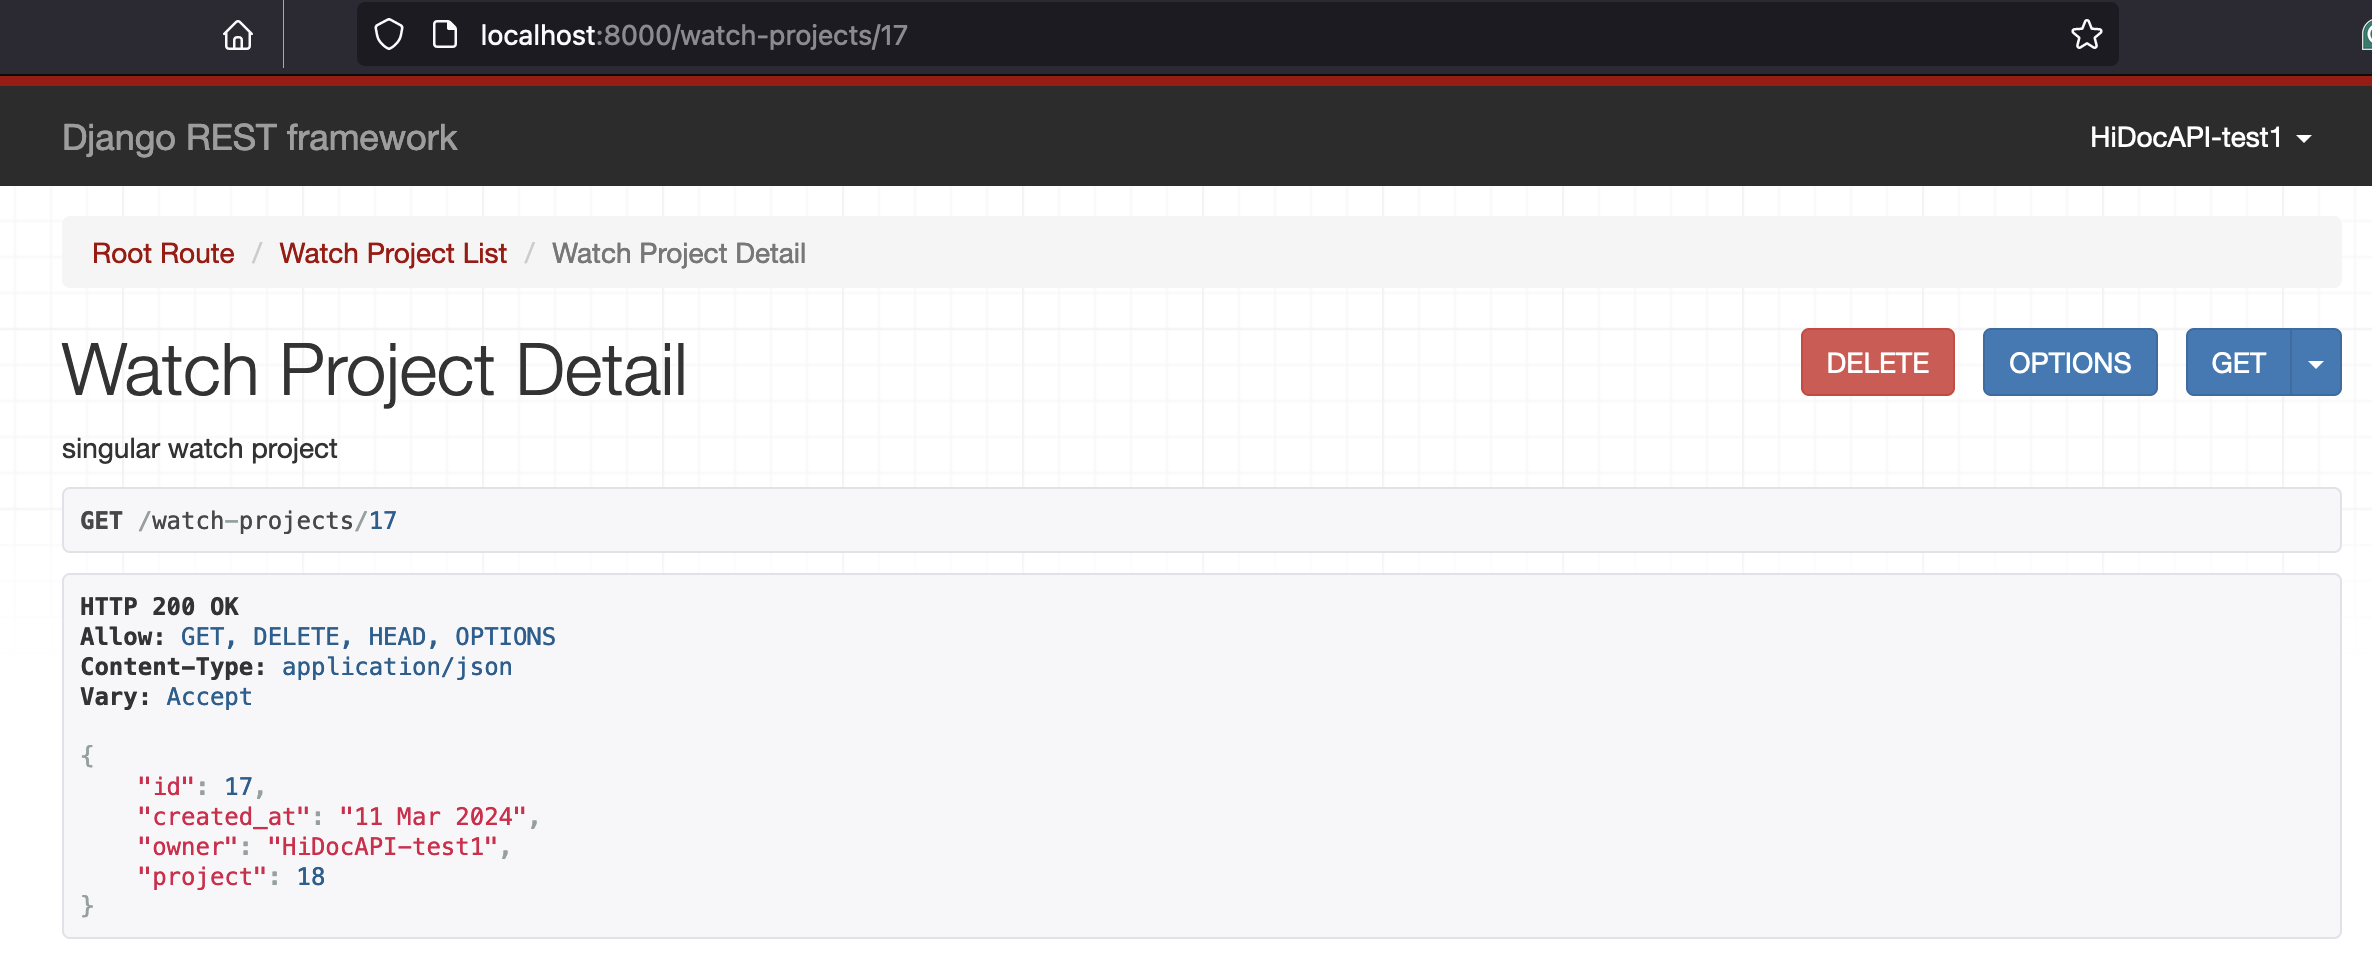 localhost:8000/watch-projects/17
Django REST framework
HiDocAPI-test1
Root Route / Watch Project List / Watch Project Detail
Watch Project Detail
DELETE
OPTIONS
GET
singular watch project
GET /watch-projects/17
HTTP 200 OK
Allow: GET, DELETE, HEAD, OPTIONS
Content-Type: application/json
Vary: Accept
{
    "id": 17,
    "created_at": "11 Mar 2024",
    "owner": "HiDocAPI-test1",
    "project": 18
}